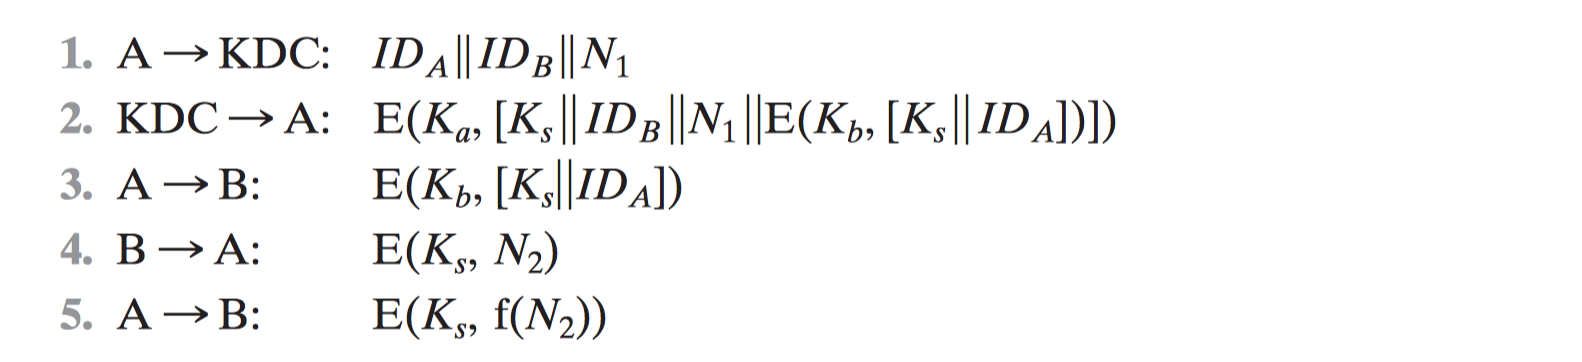 1. A → KDC: ID_A||ID_B||N_1
2. KDC → A: E(K_a, [K_s||ID_B||N_1||E(K_b, [K_s||ID_A])])
3. A → B: E(K_b, [K_s||ID_A])
4. B → A: E(K_s, N_2)
5. A → B: E(K_s, f(N_2))